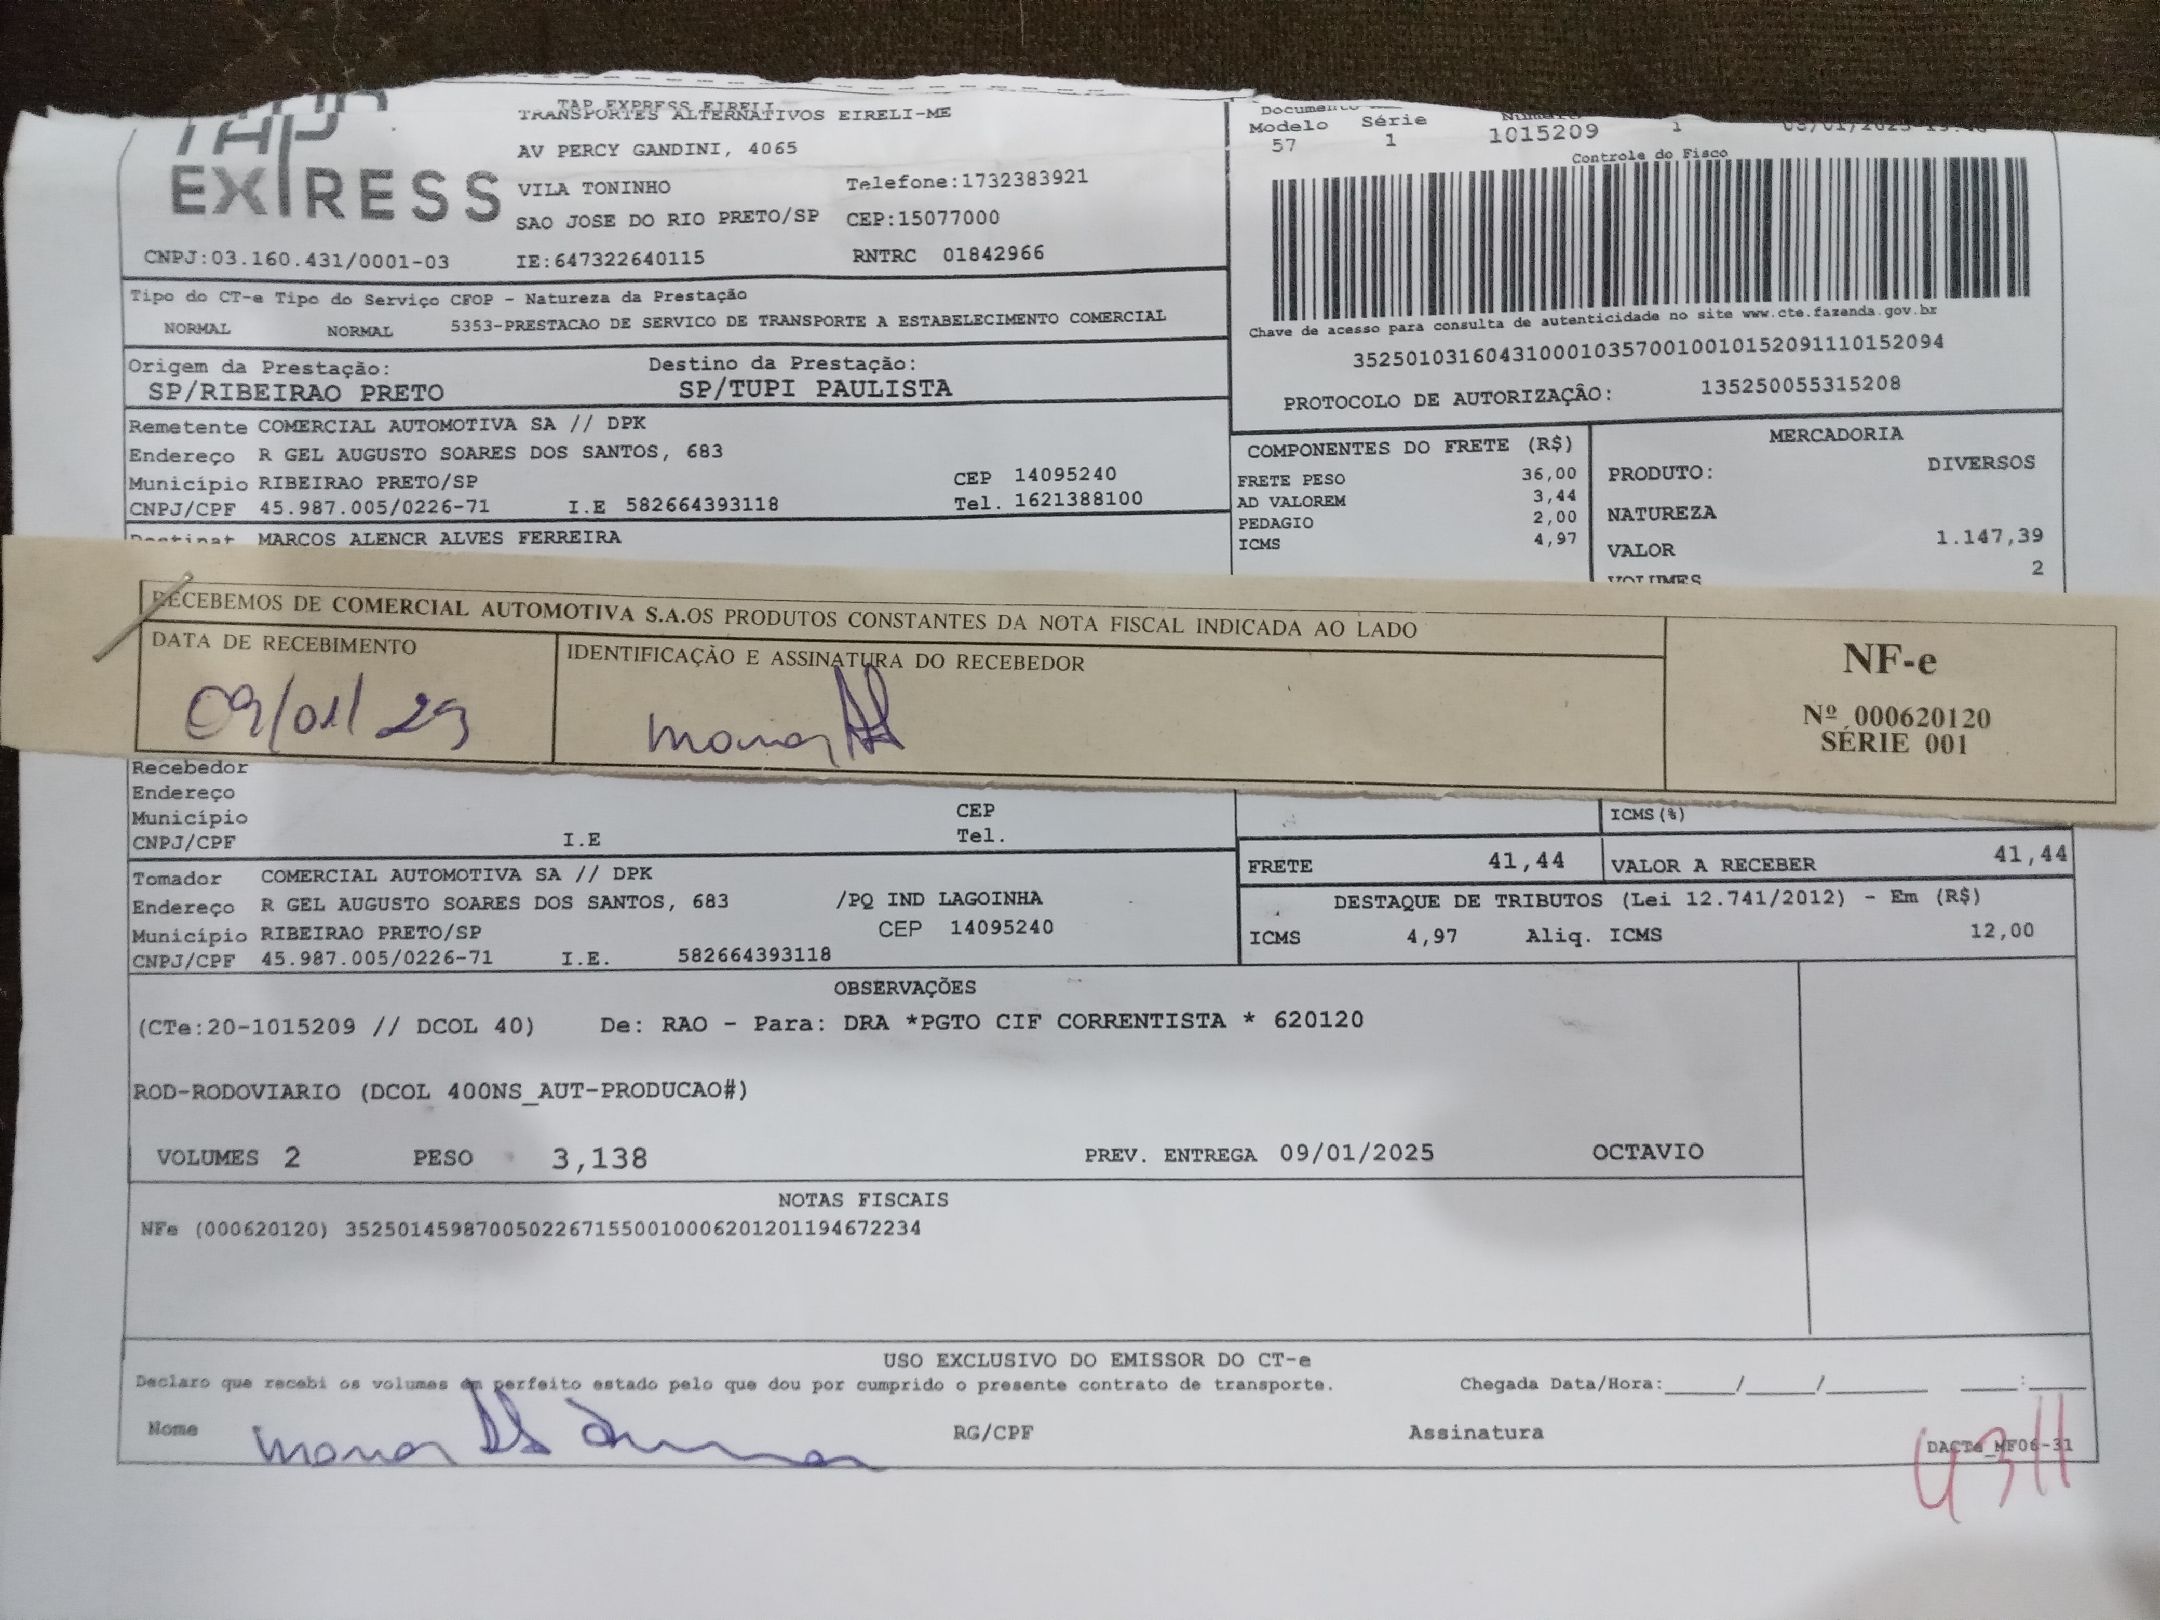 TAP EXPRESS EIRELI
TRANSPORTES ALTERNATIVOS EIRELI-ME
TAP
EXPRESS
AV PERCY GANDINI, 4065
VILA TONINHO Telefone:1732383921
SAO JOSE DO RIO PRETO/SP CEP:15077000
CNPJ:03.160.431/0001-03 IE:647322640115 RNTRC 01842966
Modelo Série
57 1 1015209 1
Controle do Fisco
Chave de acesso para consulta de autenticidade no site www.cte.fazenda.gov.br
35250103160431000103570010010152091110152094
PROTOCOLO DE AUTORIZAÇÃO: 135250055315208
Tipo do CT-e Tipo do Serviço CFOP - Natureza da Prestação
NORMAL NORMAL 5353-PRESTACAO DE SERVICO DE TRANSPORTE A ESTABELECIMENTO COMERCIAL
Origem da Prestação: Destino da Prestação:
SP/RIBEIRAO PRETO SP/TUPI PAULISTA
Remetente COMERCIAL AUTOMOTIVA SA // DPK
Endereço R GEL AUGUSTO SOARES DOS SANTOS, 683
Município RIBEIRAO PRETO/SP CEP 14095240
CNPJ/CPF 45.987.005/0226-71 I.E 582664393118 Tel. 1621388100
Destinat MARCOS ALENCR ALVES FERREIRA
COMPONENTES DO FRETE (R$)
FRETE PESO 36,00
AD VALOREM 3,44
PEDAGIO 2,00
ICMS 4,97
MERCADORIA
PRODUTO: DIVERSOS
NATUREZA
VALOR 1.147,39
VOLUMES 2
RECEBEMOS DE COMERCIAL AUTOMOTIVA S.A.OS PRODUTOS CONSTANTES DA NOTA FISCAL INDICADA AO LADO
DATA DE RECEBIMENTO IDENTIFICAÇÃO E ASSINATURA DO RECEBEDOR
NF-e
Nº 000620120
SÉRIE 001
Recebedor
Endereço
Município CEP
CNPJ/CPF I.E Tel.
ICMS(%)
FRETE 41,44 VALOR A RECEBER 41,44
Tomador COMERCIAL AUTOMOTIVA SA // DPK
Endereço R GEL AUGUSTO SOARES DOS SANTOS, 683 /PQ IND LAGOINHA
Município RIBEIRAO PRETO/SP CEP 14095240
CNPJ/CPF 45.987.005/0226-71 I.E. 582664393118
DESTAQUE DE TRIBUTOS (Lei 12.741/2012) - Em (R$)
ICMS 4,97 Aliq. ICMS 12,00
OBSERVAÇÕES
(CTe:20-1015209 // DCOL 40) De: RAO - Para: DRA *PGTO CIF CORRENTISTA * 620120
ROD-RODOVIARIO (DCOL 400NS_AUT-PRODUCAO#)
VOLUMES 2 PESO 3,138 PREV. ENTREGA 09/01/2025 OCTAVIO
NOTAS FISCAIS
NFe (000620120) 35250145987005022671550010006201201194672234
USO EXCLUSIVO DO EMISSOR DO CT-e
Declaro que recebi os volumes em perfeito estado pelo que dou por cumprido o presente contrato de transporte. Chegada Data/Hora:____/____/______ ____:____
Nome RG/CPF Assinatura
DACTe_MF06-31